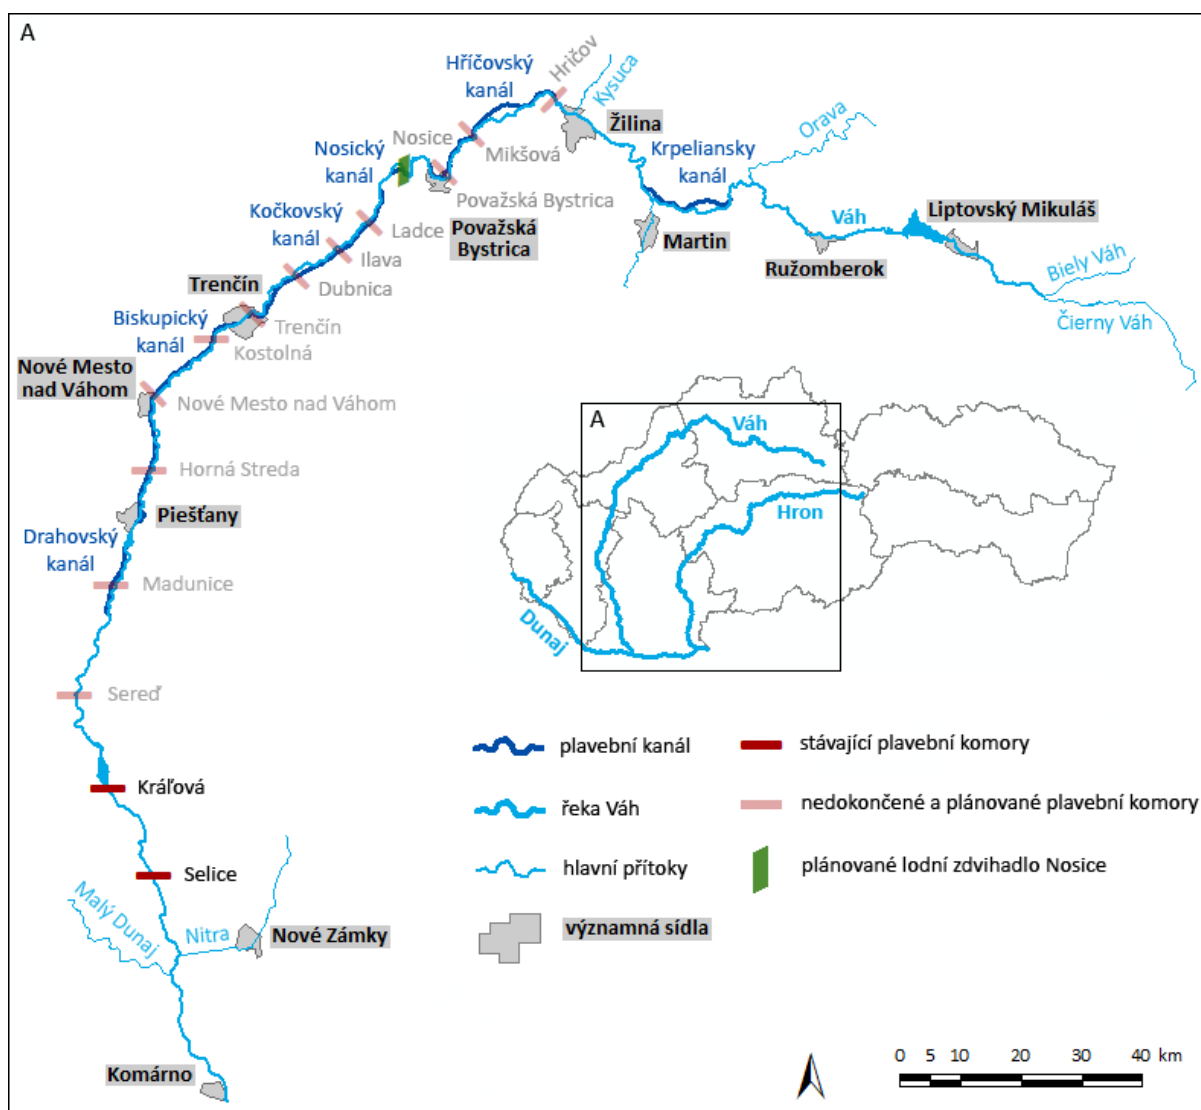 A
Hričov
Kysuca
Hříčovský
kanál
Žilina
Orava
Nosice
Mikšová
Nosický
kanál
Krpeliansky
kanál
Považská Bystrica
Kočkovský
kanál
Ladce
Považská
Bystrica
Martin
Váh
Liptovský Mikuláš
Ilava
Ružomberok
Biely Váh
Trenčín
Dubnica
Čierny Váh
Biskupický
kanál
Trenčín
Kostolná
Nové Mesto
nad Váhom
Nové Mesto nad Váhom
A
Váh
Horná Streda
Hron
Piešťany
Drahovský
kanál
Madunice
Dunaj
Sereď
plavební kanál
stávající plavební komory
Kráľová
řeka Váh
nedokončené a plánované plavební komory
Selice
hlavní přítoky
plánované lodní zdvihadlo Nosice
Malý Dunaj
Nitra
Nové Zámky
významná sídla
Komárno
0 5 10 20 30 40 km